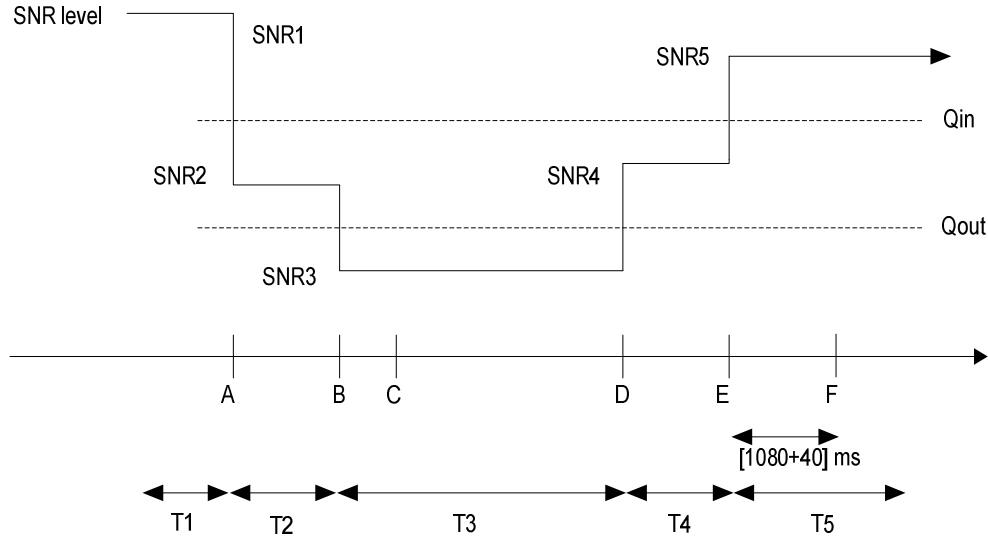 SNR level
SNR1
SNR5
Qin
SNR2
SNR4
Qout
SNR3
A B C D E F
[1080+40] ms
T1 T2 T3 T4 T5